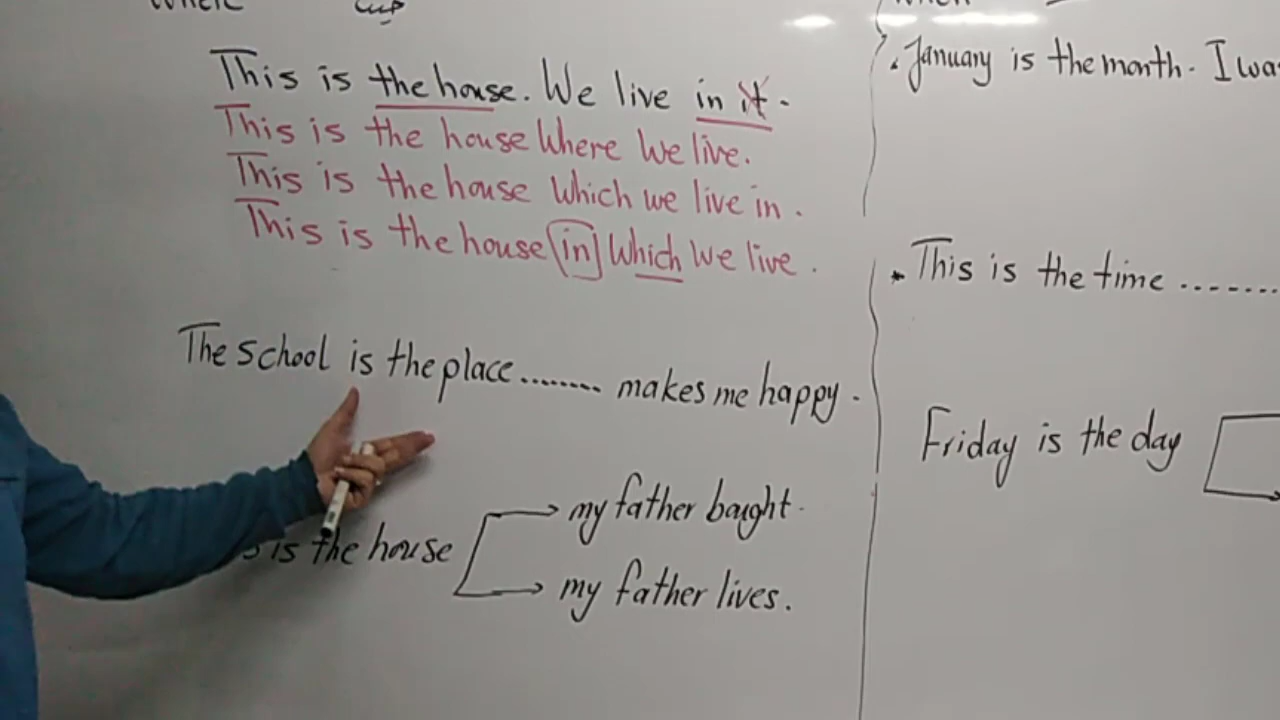 This is the house. We live in it.
This is the house Where we live.
This is the house Which we live in.
This is the house in Which we live.
The school is the place ........ makes me happy.
is the house
my father bought.
my father lives.
January is the month. I
This is the time .......
Friday is the day